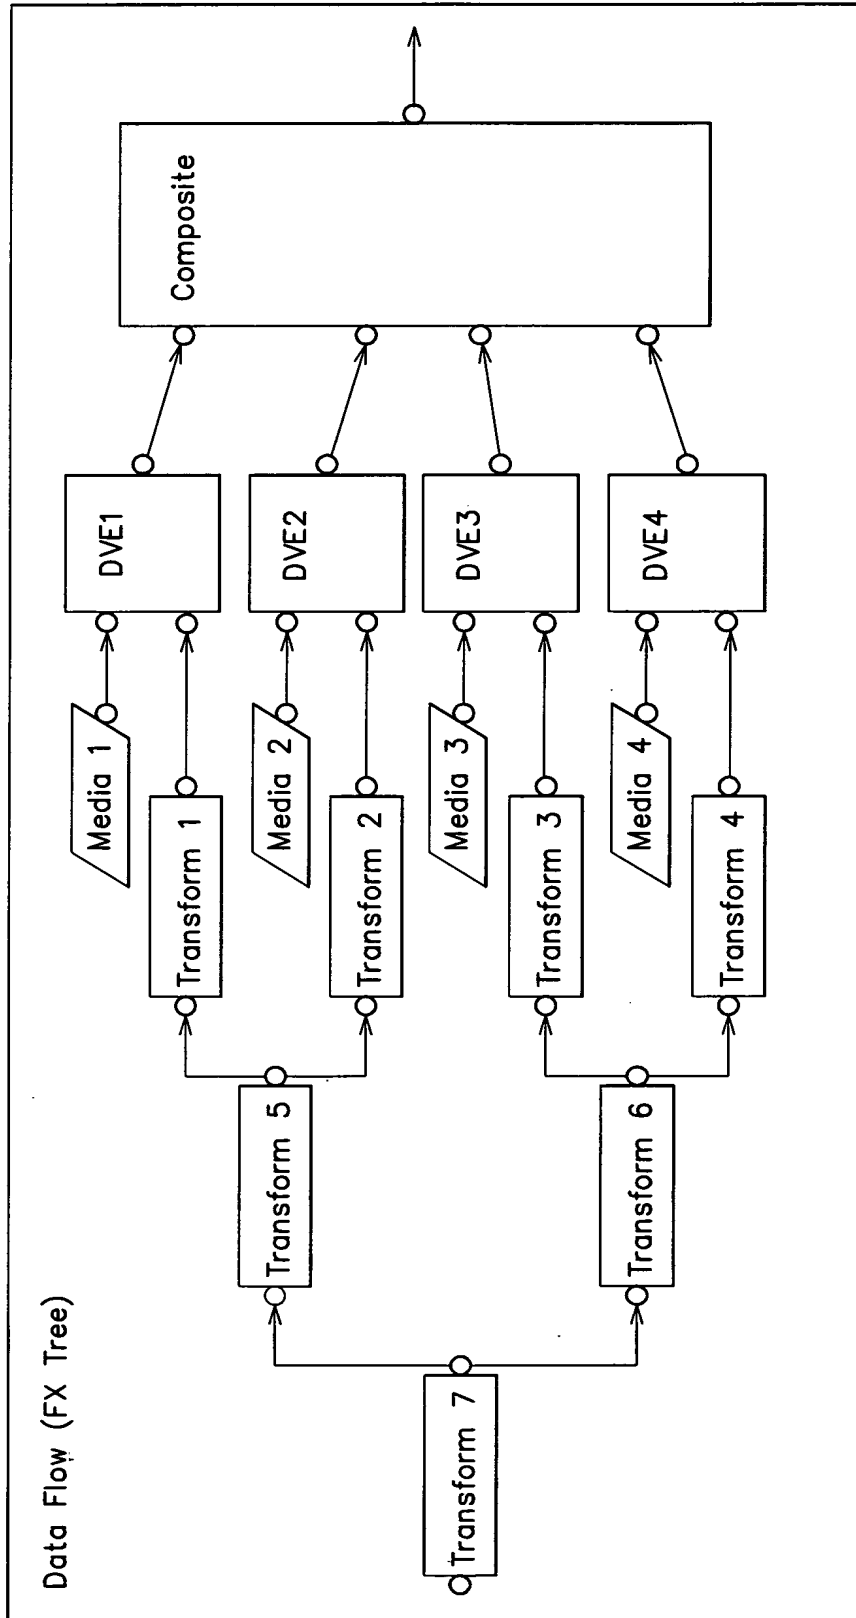 Data Flow (FX Tree)
Transform 7
Transform 5
Transform 6
Transform 1
Transform 2
Transform 3
Transform 4
Media 1
Media 2
Media 3
Media 4
DVE1
DVE2
DVE3
DVE4
Composite